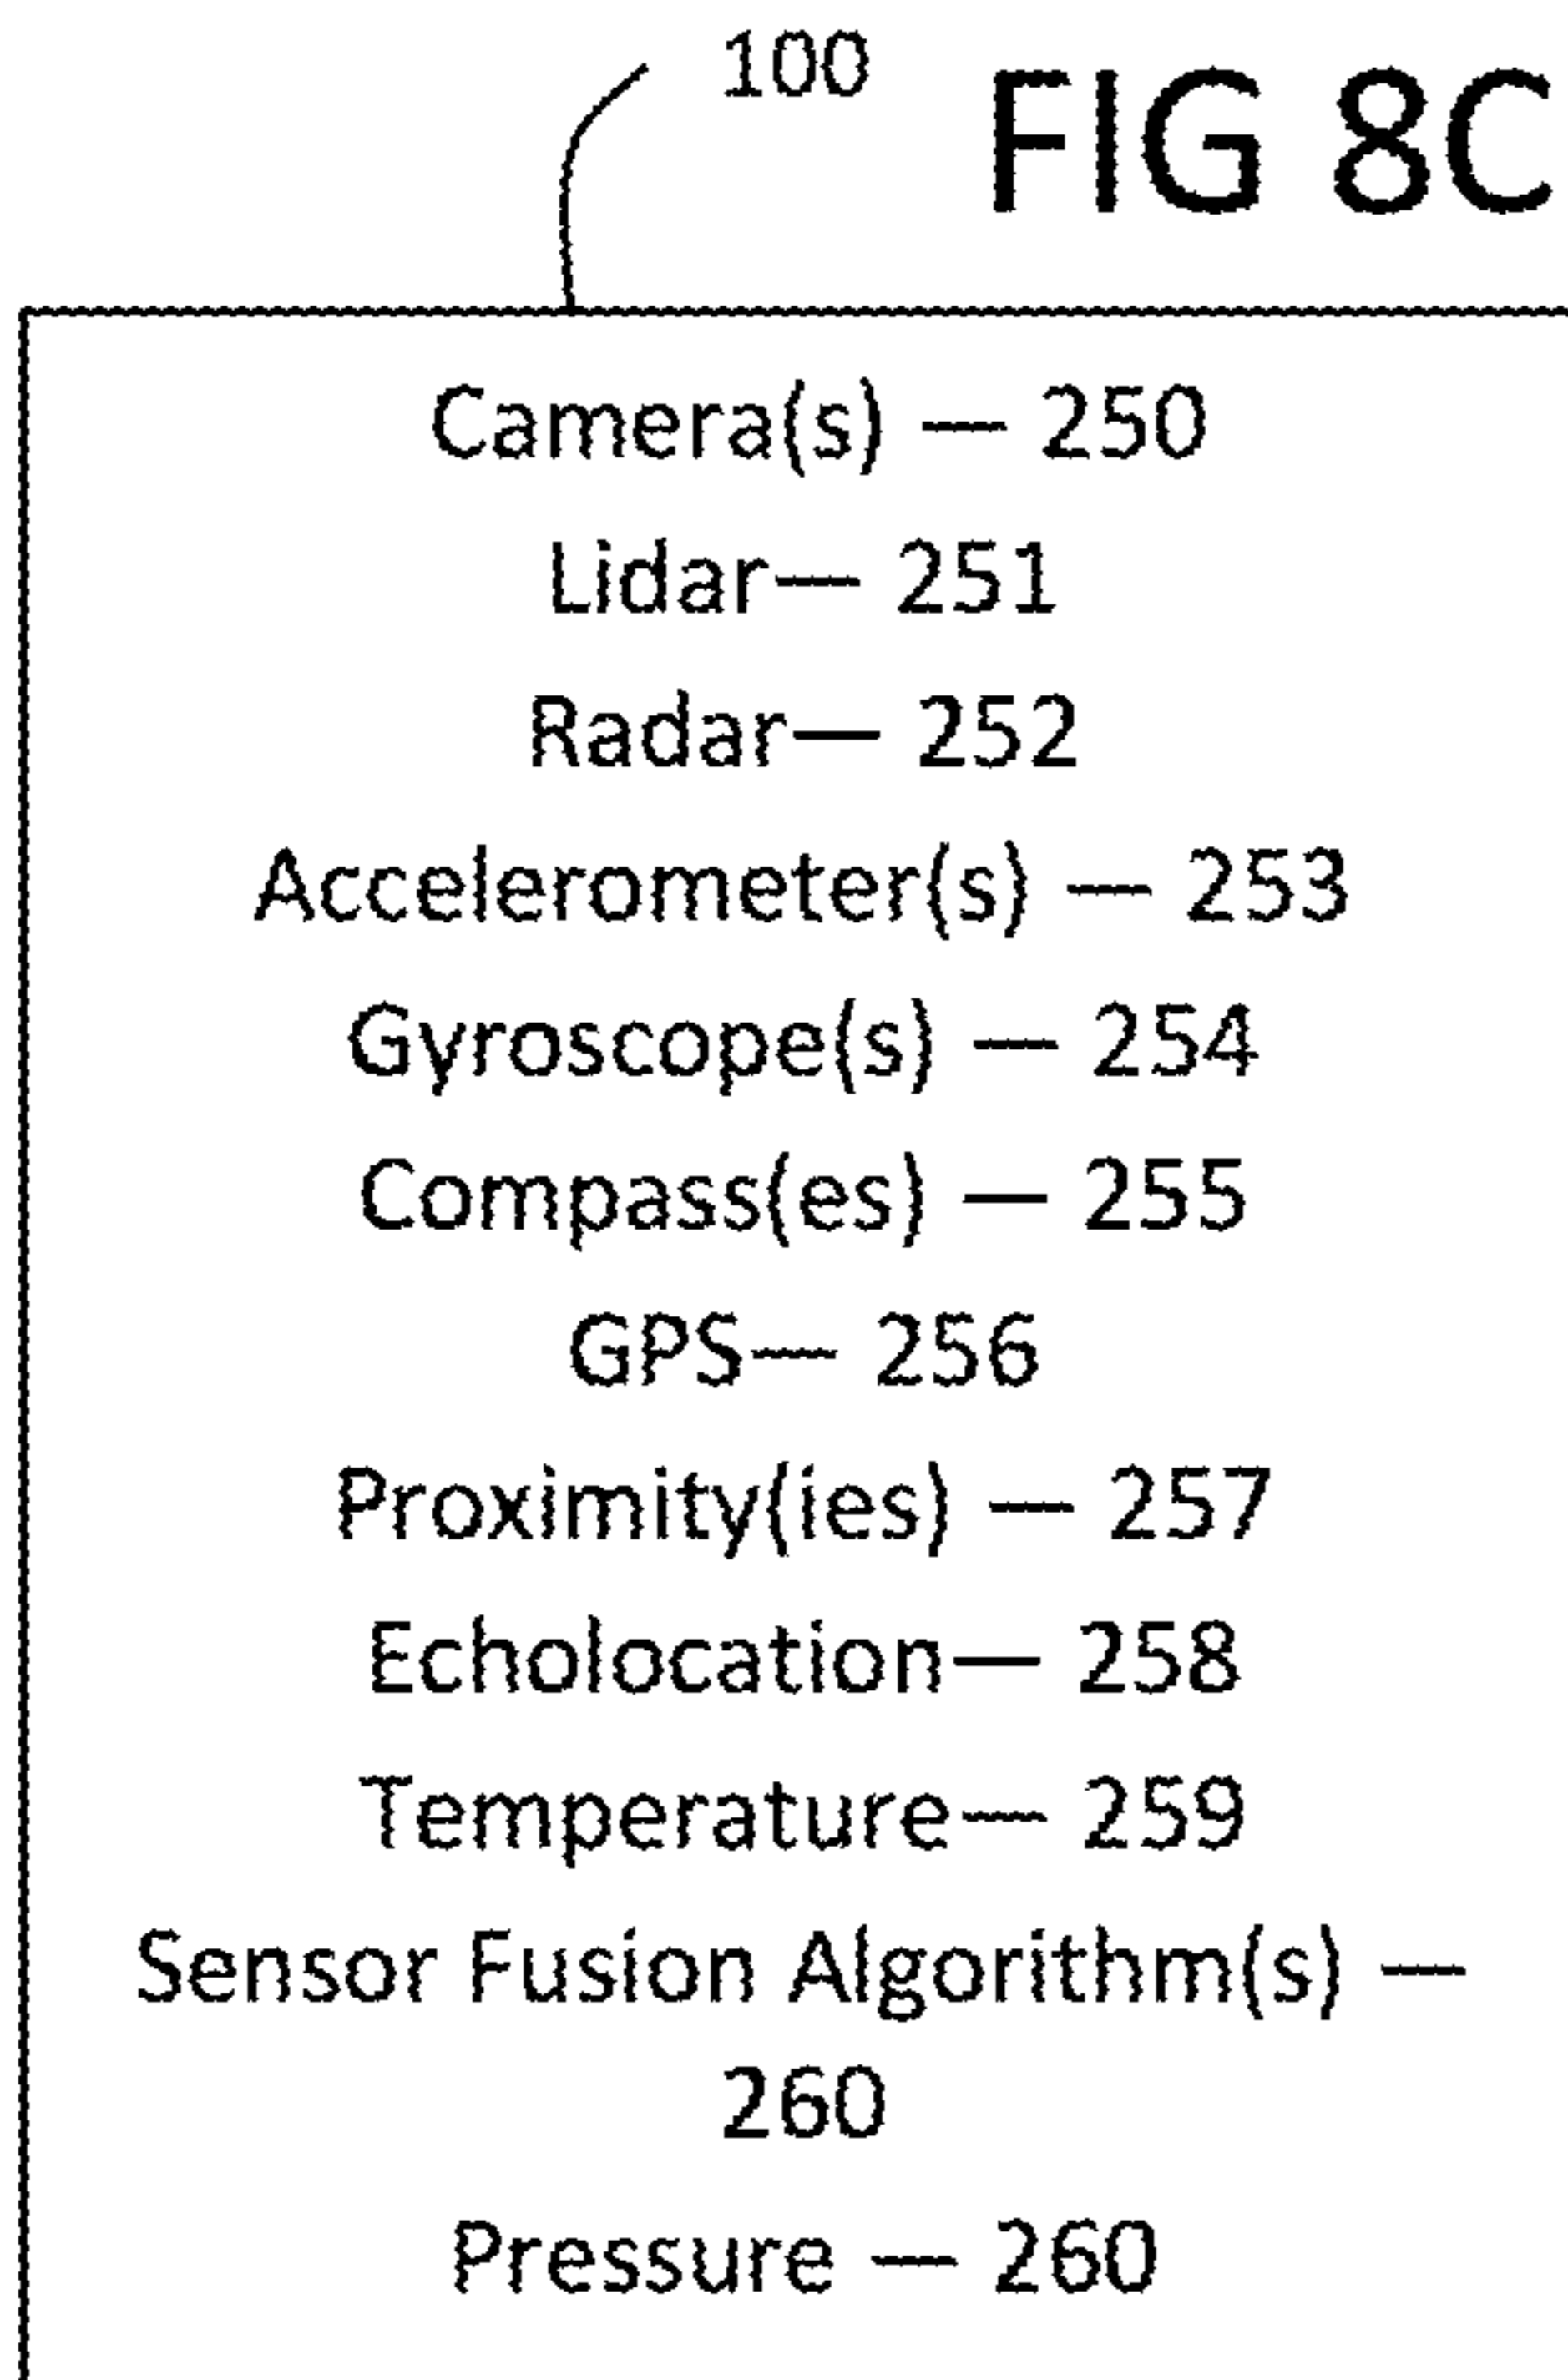 100
FIG 8C
Camera(s) — 250
Lidar— 251
Radar— 252
Accelerometer(s) — 253
Gyroscope(s) — 254
Compass(es) — 255
GPS— 256
Proximity(ies) — 257
Echolocation— 258
Temperature— 259
Sensor Fusion Algorithm(s) —
260
Pressure — 260